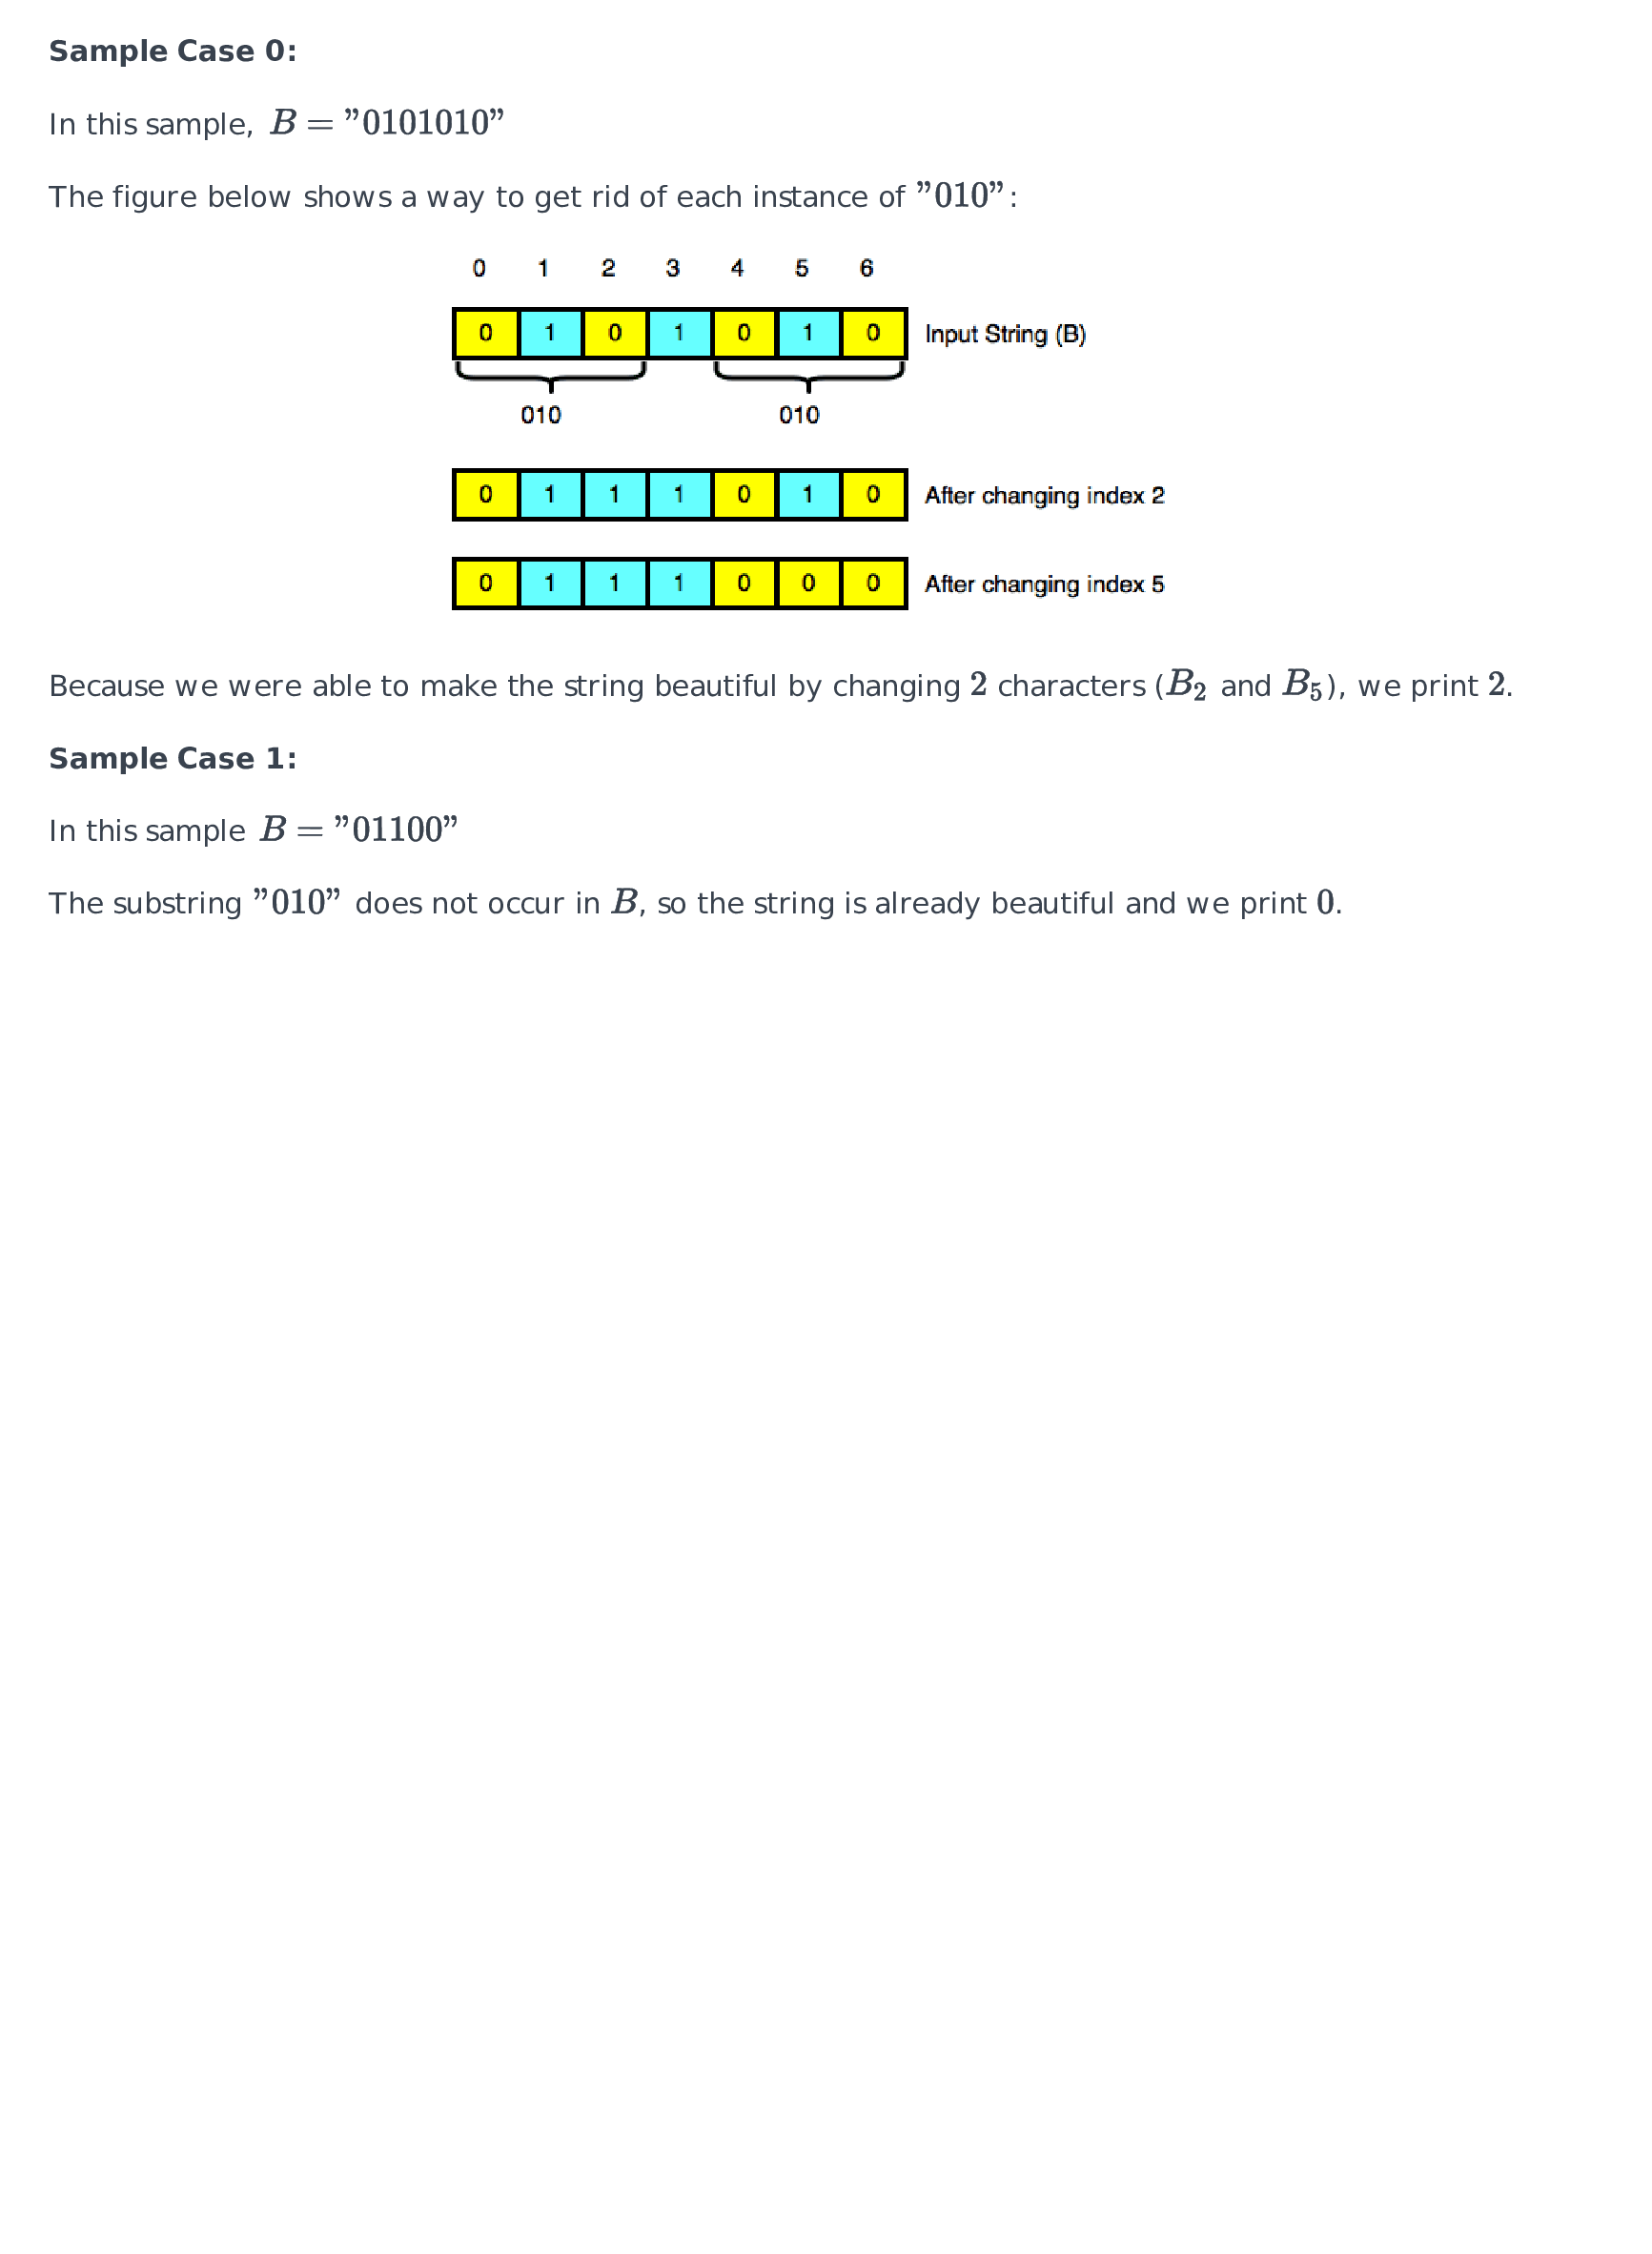 Sample Case 0:
In this sample, B = ”0101010”
The figure below shows a way to get rid of each instance of ”010”:
0 1 2 3 4 5 6
0 1 0 1 0 1 0 Input String (B)
010 010
0 1 1 1 0 1 0 After changing index 2
0 1 1 1 0 0 0 After changing index 5
Because we were able to make the string beautiful by changing 2 characters (B₂ and B₅), we print 2.
Sample Case 1:
In this sample B = ”01100”
The substring ”010” does not occur in B, so the string is already beautiful and we print 0.